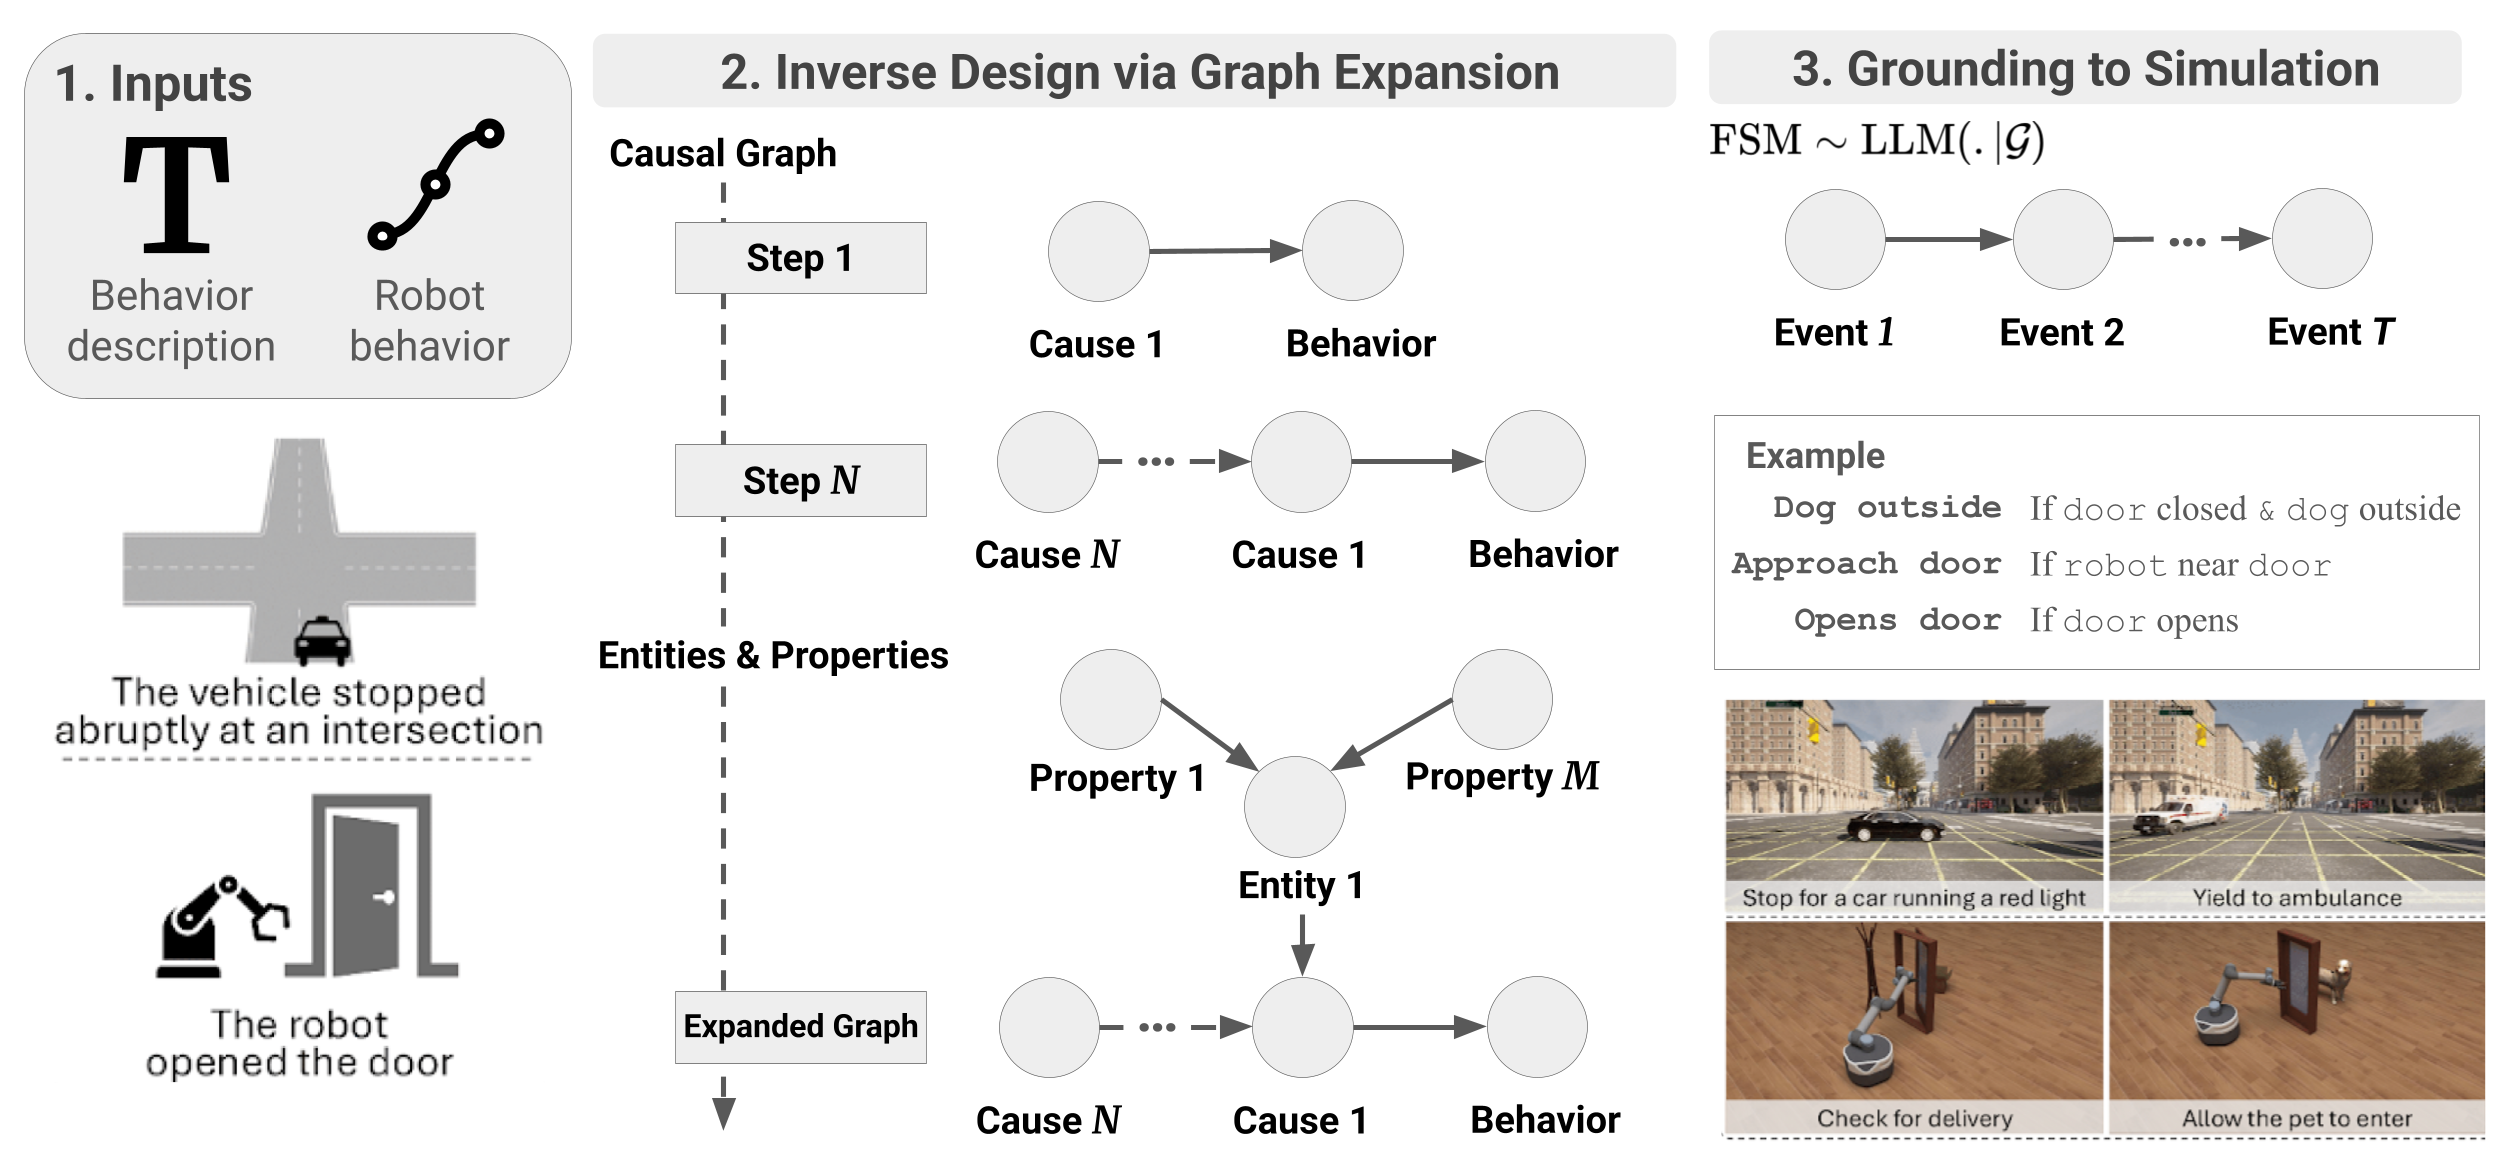 1. Inputs
T
Behavior
description
Robot
behavior
The vehicle stopped
abruptly at an intersection
The robot
opened the door
2. Inverse Design via Graph Expansion
Causal Graph
Step 1
Cause 1
Behavior
Step N
...
Cause N
Cause 1
Behavior
Entities & Properties
Property 1
Property M
Entity 1
Expanded Graph
...
Cause N
Cause 1
Behavior
3. Grounding to Simulation
FSM ~ LLM(. |𝒢)
...
Event 1
Event 2
Event T
Example
Dog outside If door closed & dog outside
Approach door If robot near door
Opens door If door opens
Stop for a car running a red light
Yield to ambulance
Check for delivery
Allow the pet to enter